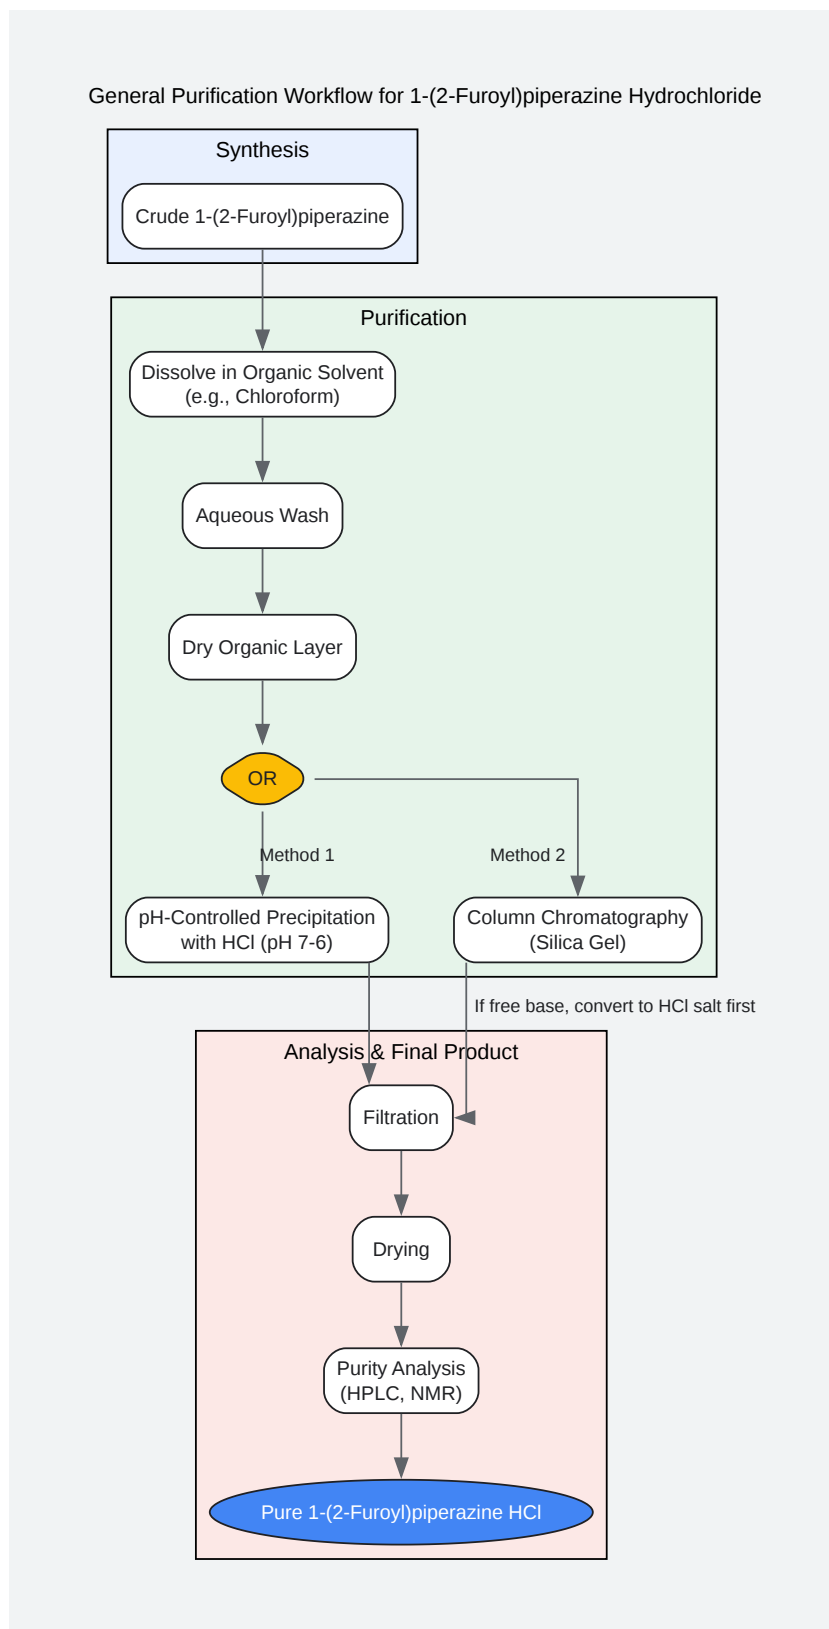 General Purification Workflow for 1-(2-Furoyl)piperazine Hydrochloride
Synthesis
Crude 1-(2-Furoyl)piperazine
Purification
Dissolve in Organic Solvent
(e.g., Chloroform)
Aqueous Wash
Dry Organic Layer
OR
Method 1
Method 2
pH-Controlled Precipitation
with HCl (pH 7-6)
Column Chromatography
(Silica Gel)
If free base, convert to HCl salt first
Analysis & Final Product
Filtration
Drying
Purity Analysis
(HPLC, NMR)
Pure 1-(2-Furoyl)piperazine HCl